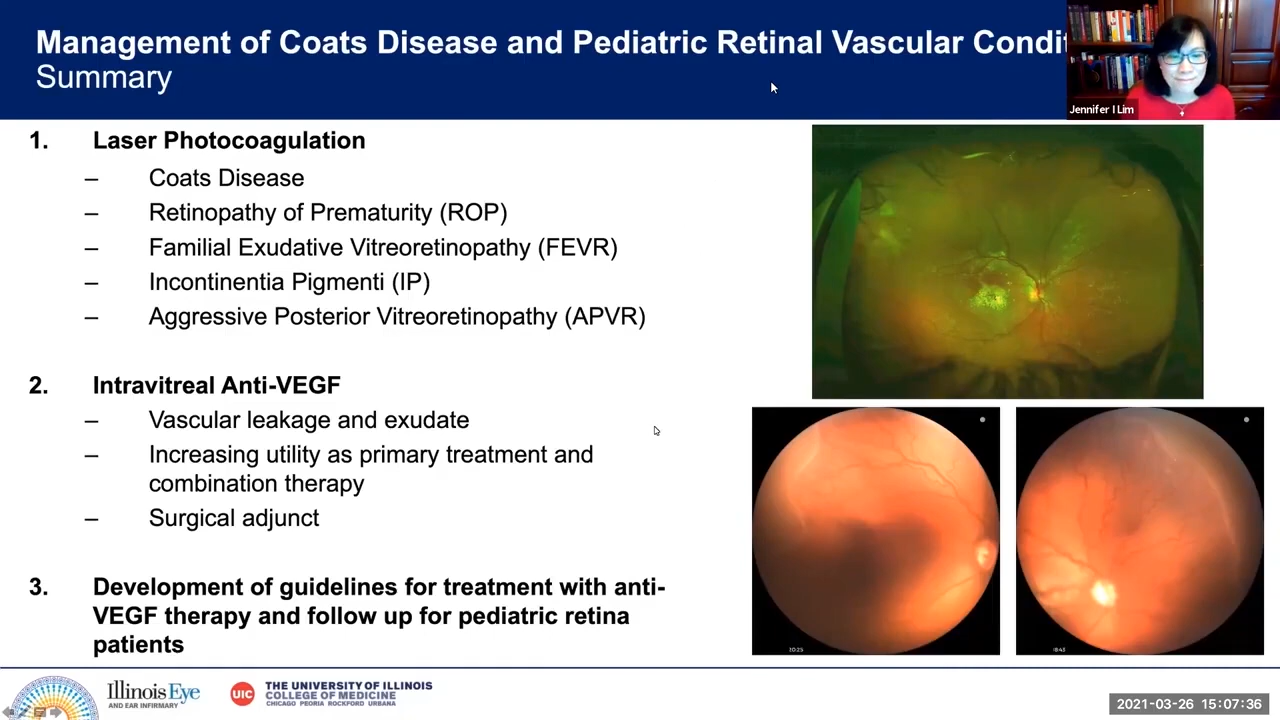 Management of Coats Disease and Pediatric Retinal Vascular Condit
Summary
Jennifer I Lim
1. Laser Photocoagulation
– Coats Disease
– Retinopathy of Prematurity (ROP)
– Familial Exudative Vitreoretinopathy (FEVR)
– Incontinentia Pigmenti (IP)
– Aggressive Posterior Vitreoretinopathy (APVR)
2. Intravitreal Anti-VEGF
– Vascular leakage and exudate
– Increasing utility as primary treatment and
combination therapy
– Surgical adjunct
3. Development of guidelines for treatment with anti-
VEGF therapy and follow up for pediatric retina
patients
Illinois Eye
AND EAR INFIRMARY
UIC
THE UNIVERSITY OF ILLINOIS
COLLEGE OF MEDICINE
CHICAGO PEORIA ROCKFORD URBANA
2021-03-26 15:07:36